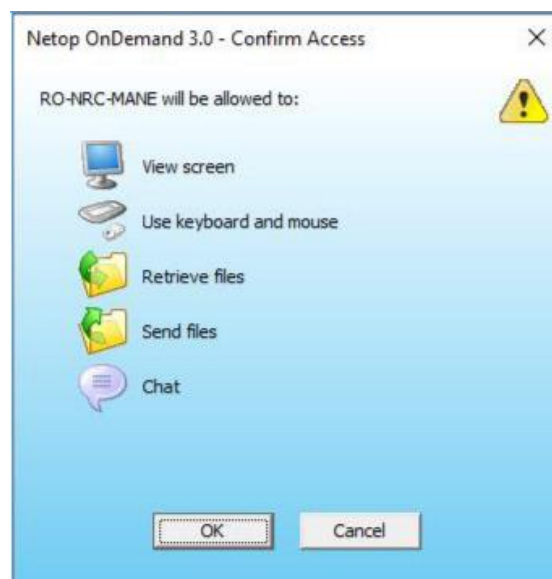 Netop OnDemand 3.0 - Confirm Access
RO-NRC-MANE will be allowed to:
View screen
Use keyboard and mouse
Retrieve files
Send files
Chat
OK Cancel